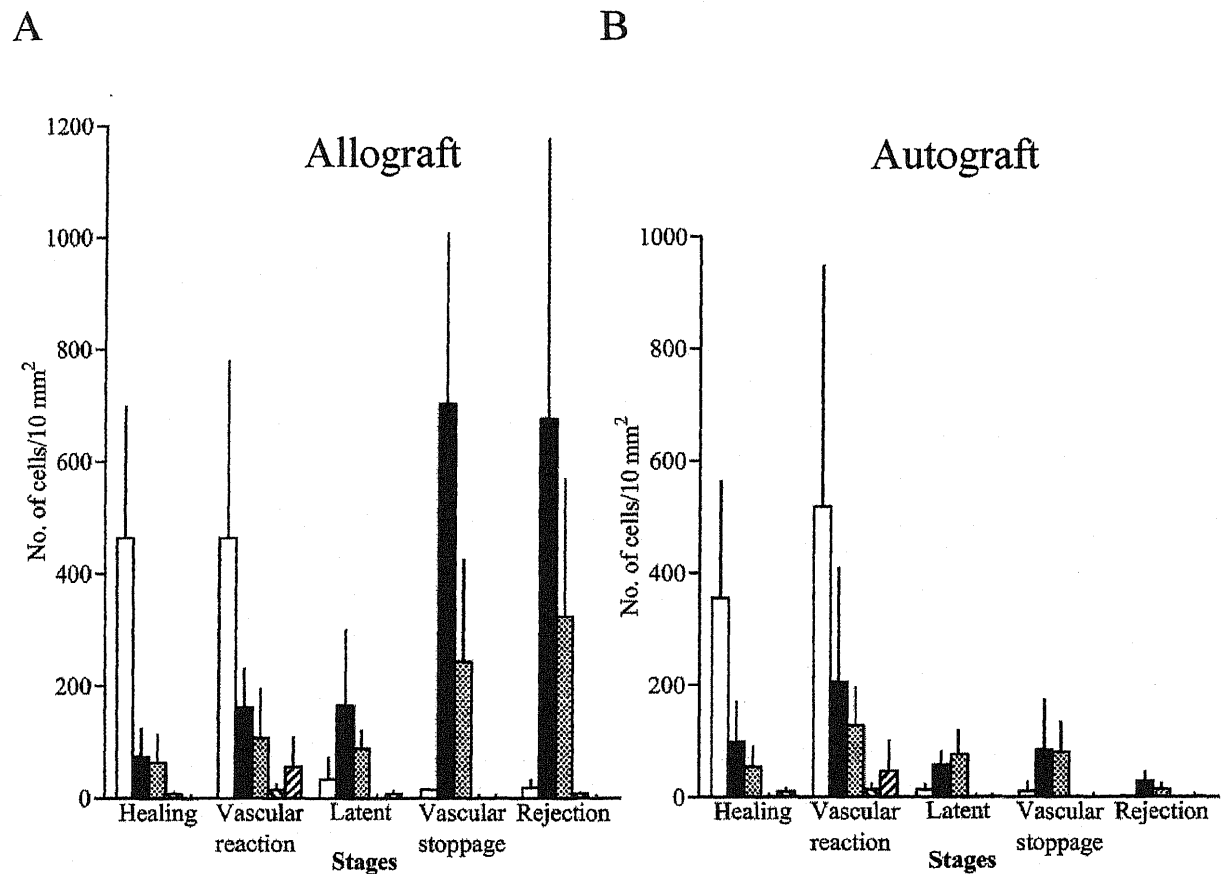 A
B
Allograft
Autograft
1200
1000
800
600
400
200
0
No. of cells/10 mm²
Healing
Vascular reaction
Latent
Vascular stoppage
Rejection
Stages
1000
800
600
400
200
0
No. of cells/10 mm²
Healing
Vascular reaction
Latent
Vascular stoppage
Rejection
Stages